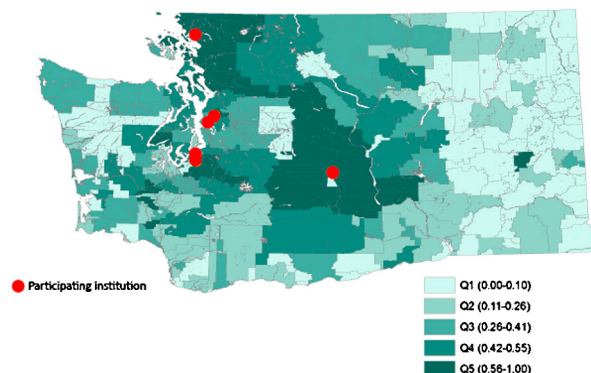 Participating institution
Q1 (0.00-0.10)
Q2 (0.11-0.26)
Q3 (0.26-0.41)
Q4 (0.42-0.55)
Q5 (0.56-1.00)